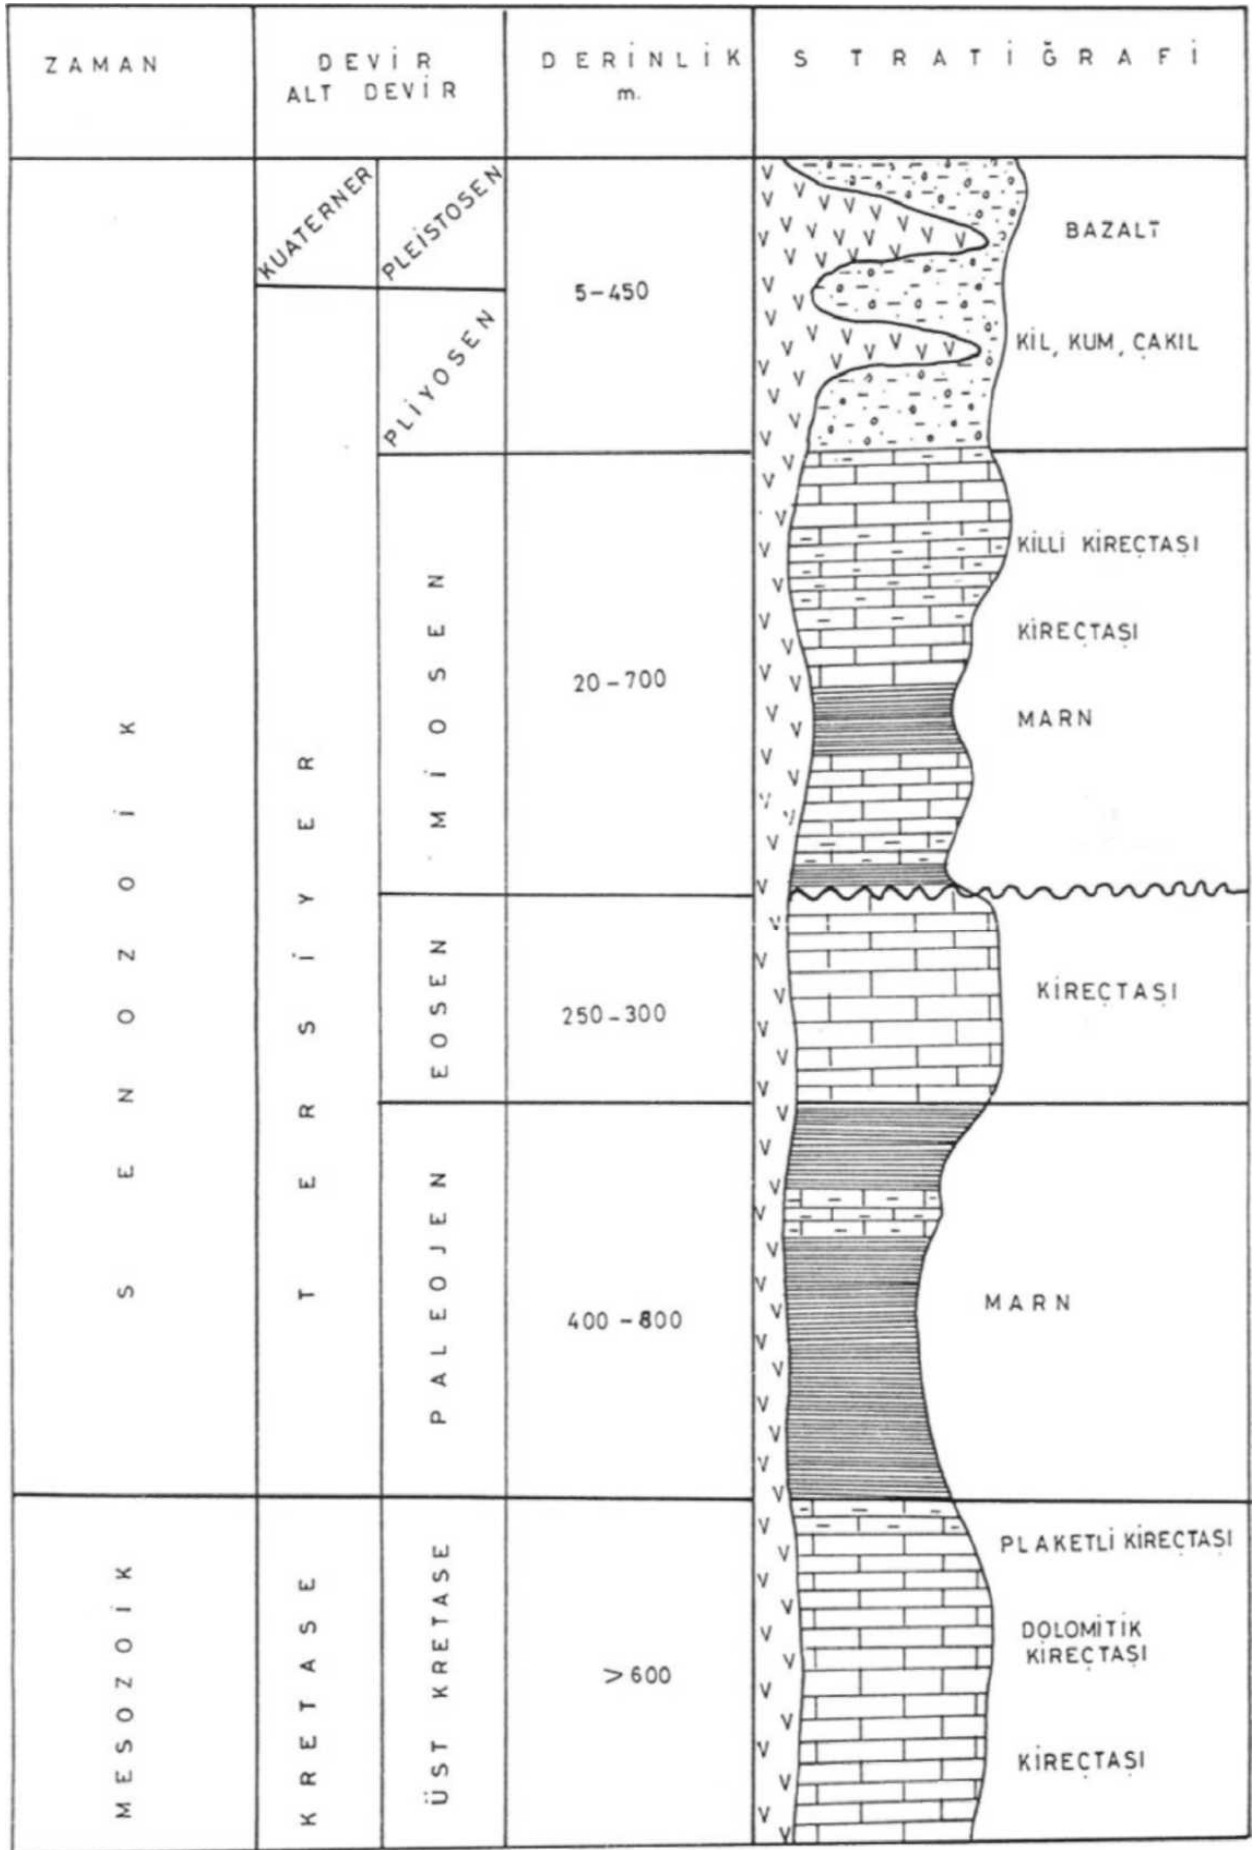 ZAMAN
DEVİR
ALT DEVİR
DERİNLİK
m.
STRATİĞRAFİ
SENOZOİK
KUATERNER
PLEİSTOSEN
5-450
BAZALT
KİL, KUM, ÇAKIL
TERSİYER
PLİYOSEN
MİOSEN
20-700
KİLLİ KİREÇTAŞI
KİREÇTAŞI
MARN
EOSEN
250-300
KİREÇTAŞI
PALEOJEN
400-800
MARN
MESOZOİK
KRETASE
ÜST KRETASE
>600
PLAKETLİ KİREÇTAŞI
DOLOMİTİK
KİREÇTAŞI
KİREÇTAŞI